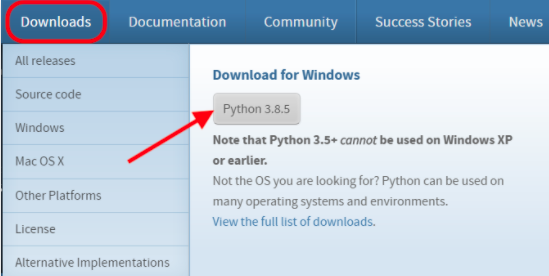 Downloads Documentation Community Success Stories News
All releases
Source code
Windows
Mac OS X
Other Platforms
License
Alternative Implementations
Download for Windows
Python 3.8.5
Note that Python 3.5+ cannot be used on Windows XP
or earlier.
Not the OS you are looking for? Python can be used on
many operating systems and environments.
View the full list of downloads.